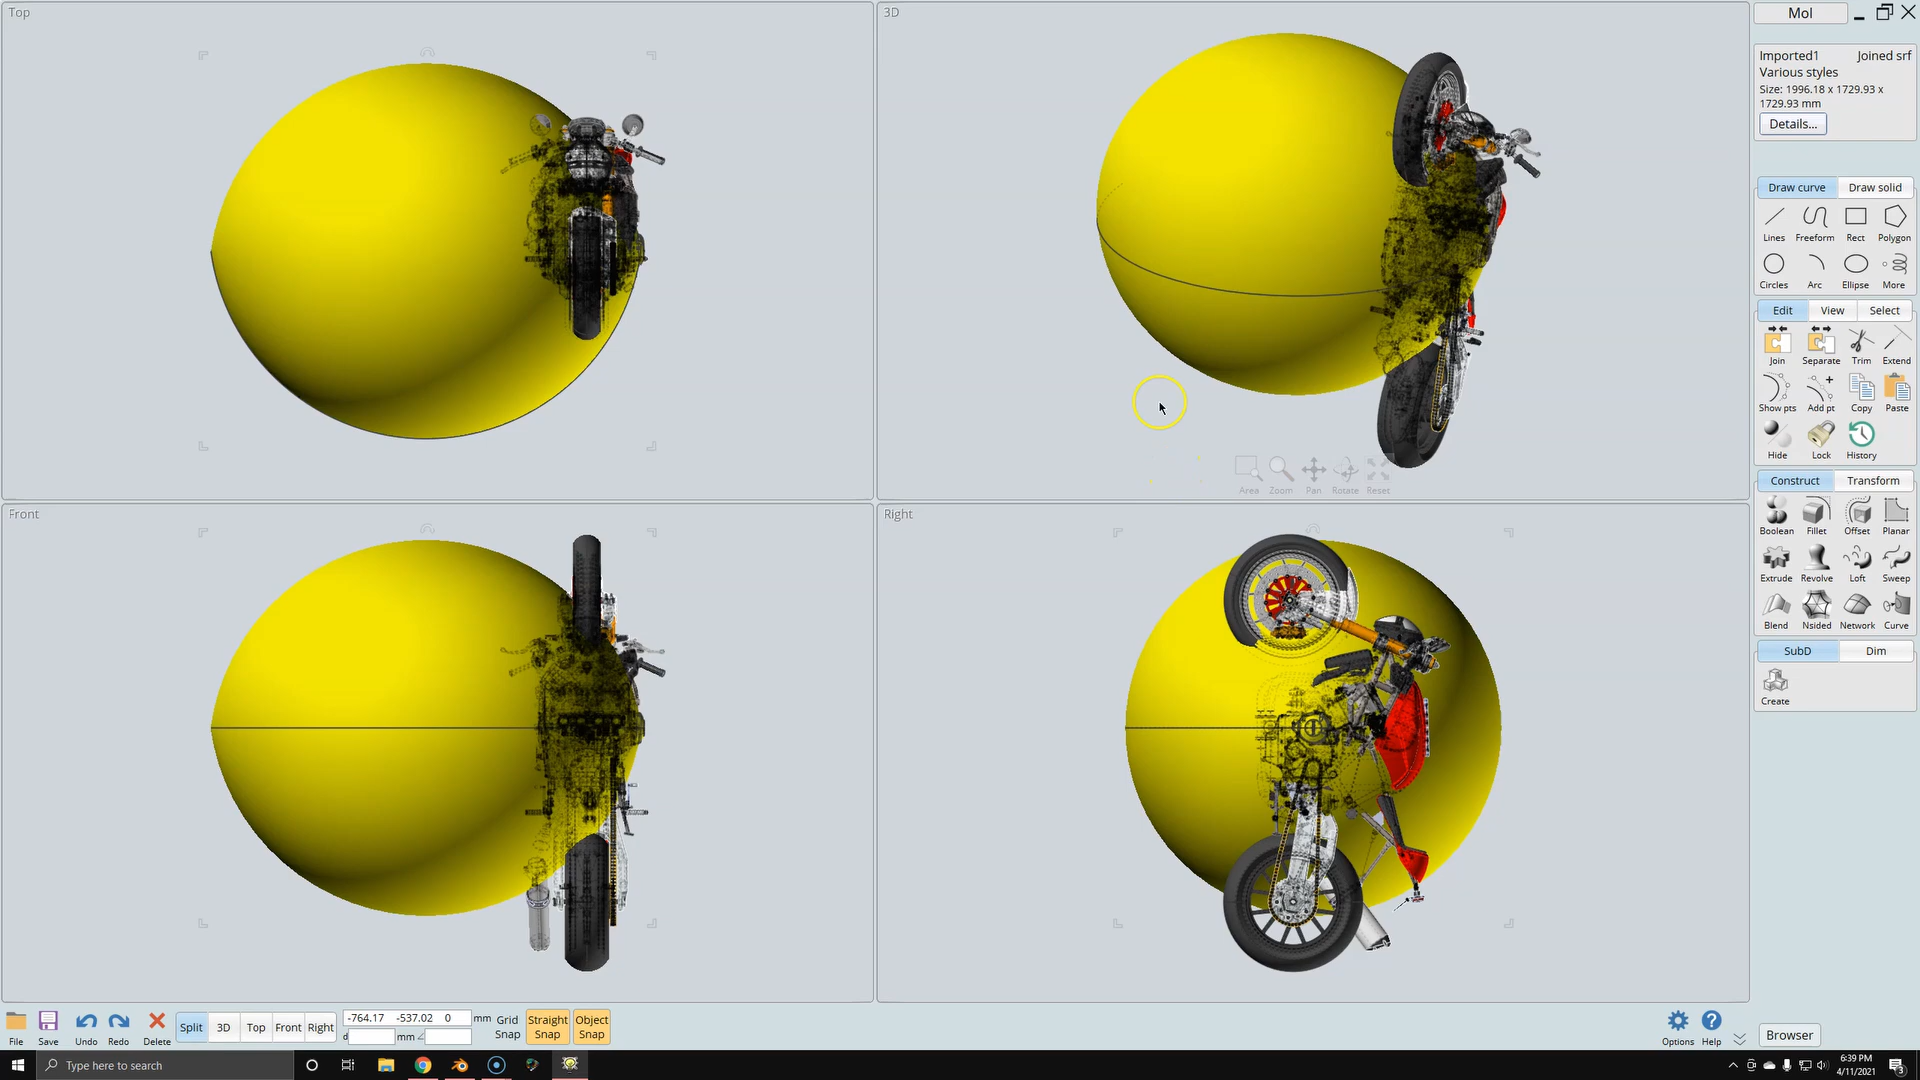 Top
3D
MoI
Imported1 Joined srf
Various styles
Size: 1996.18 x 1729.93 x
1729.93 mm
Details...
Draw curve Draw solid
Lines Freeform Rect Polygon
Circles Arc Ellipse More
Edit View Select
Join Separate Trim Extend
Show pts Add pt Copy Paste
Hide Lock History
Area Zoom Pan Rotate Reset
Construct Transform
Front
Right
Boolean Fillet Offset Planar
Extrude Revolve Loft Sweep
Blend Nsided Network Curve
SubD Dim
Create
File Save Undo Redo Delete
Split 3D Top Front Right
-764.17 -537.02 0 mm
d mm
Grid
Snap
Straight
Snap
Object
Snap
Options Help
Browser
Type here to search
6:39 PM
4/11/2021
3